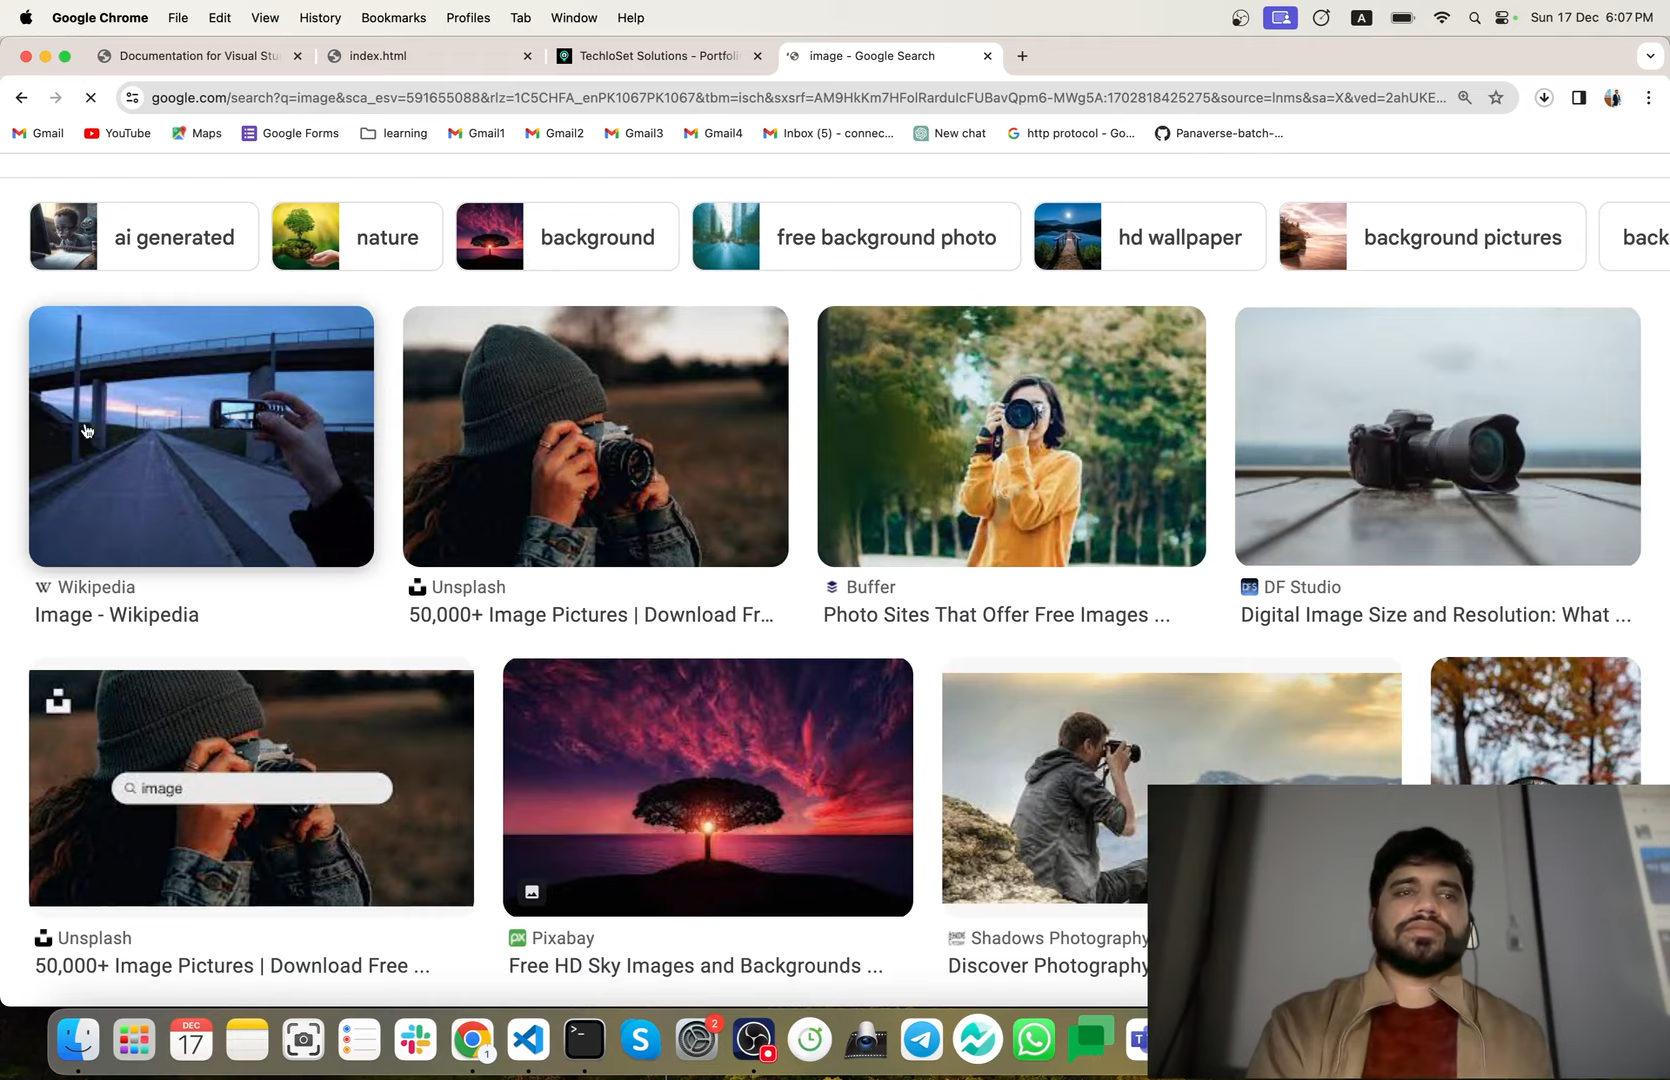 Google Chrome File Edit View History Bookmarks Profiles Tab Window Help A Sun 17 Dec 6:07 PM
Documentation for Visual Stu index.html TechloSet Solutions - Portfoli image - Google Search
google.com/search?q=image&sca_esv=591655088&rlz=1C5CHFA_enPK1067PK1067&tbm=isch&sxsrf=AM9HkKm7HFolRardulcFUBavQpm6-MWg5A:1702818425275&source=lnms&sa=X&ved=2ahUKE...
Gmail YouTube Maps Google Forms learning Gmail1 Gmail2 Gmail3 Gmail4 Inbox (5) - connec... New chat http protocol - Go... Panaverse-batch-...
ai generated nature background free background photo hd wallpaper background pictures back
Wikipedia Unsplash Buffer DFS DF Studio
Image - Wikipedia 50,000+ Image Pictures | Download Fr... Photo Sites That Offer Free Images ... Digital Image Size and Resolution: What ...
image
Unsplash px Pixabay Shadows Photography
50,000+ Image Pictures | Download Free ... Free HD Sky Images and Backgrounds ... Discover Photography
DEC 2
17 1 S T